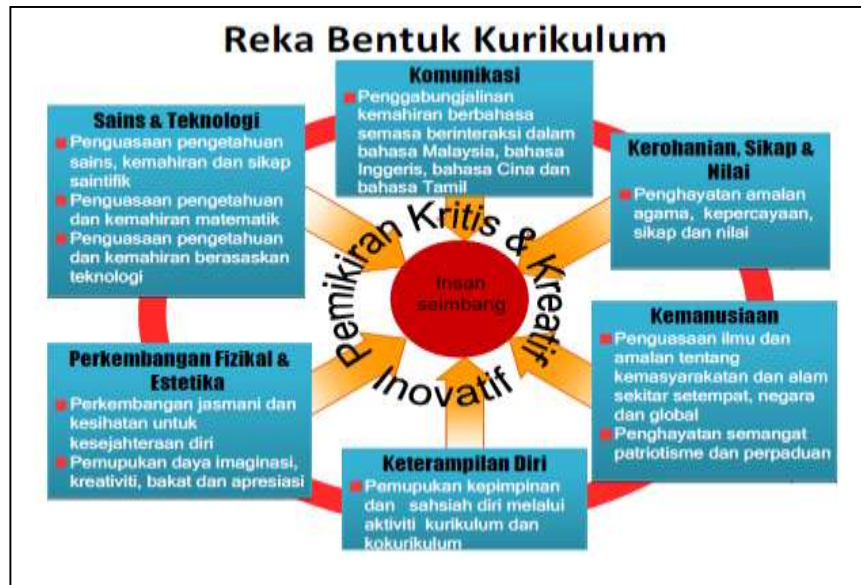 Reka Bentuk Kurikulum
Komunikasi
Penggabungjalinan
kemahiran berbahasa
semasa berinteraksi dalam
bahasa Malaysia, bahasa
Inggeris, bahasa Cina dan
bahasa Tamil
Sains & Teknologi
Penguasaan pengetahuan
sains, kemahiran dan sikap
saintifik
Penguasaan pengetahuan
dan kemahiran matematik
Penguasaan pengetahuan
dan kemahiran berasaskan
teknologi
Kerohanian, Sikap &
Nilai
Penghayatan amalan
agama, kepercayaan,
sikap dan nilai
Pemikiran Kritis & Kreatif
Inovatif
Insan
seimbang
Perkembangan Fizikal &
Estetika
Perkembangan jasmani dan
kesihatan untuk
kesejahteraan diri
Pemupukan daya imaginasi,
kreativiti, bakat dan apresiasi
Kemanusiaan
Penguasaan ilmu dan
amalan tentang
kemasyarakatan dan alam
sekitar setempat, negara
dan global
Penghayatan semangat
patriotisme dan perpaduan
Keterampilan Diri
Pemupukan kepimpinan
dan sahsiah diri melalui
aktiviti kurikulum dan
kokurikulum